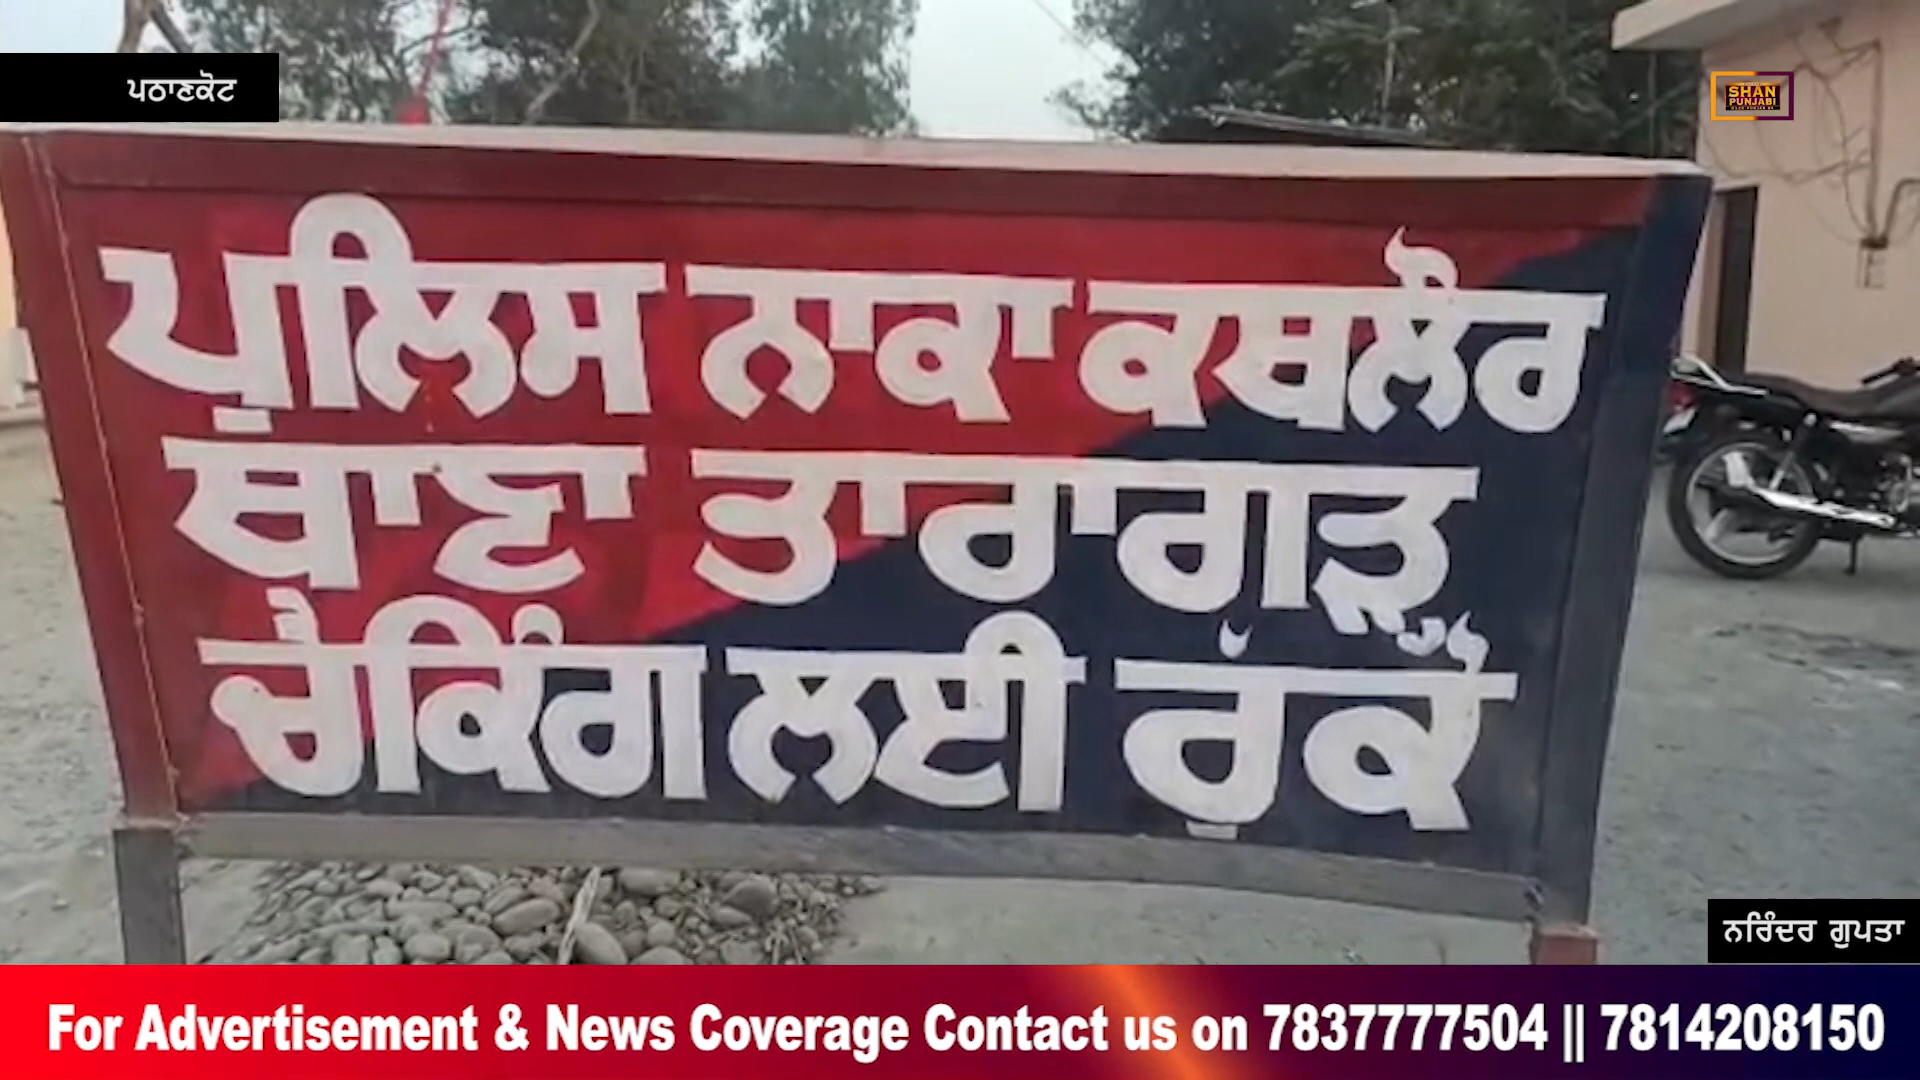 ਪਠਾਣਕੋਟ
SHAN
PUNJABI
ਪੁਲਿਸ ਨਾਕਾ ਕਥਲੌਰ
ਥਾਣਾ ਤਾਰਾਗੜ੍ਹ
ਚੈਕਿੰਗ ਲਈ ਰੁੱਕੋ
ਨਰਿੰਦਰ ਗੁਪਤਾ
For Advertisement & News Coverage Contact us on 7837777504 || 7814208150